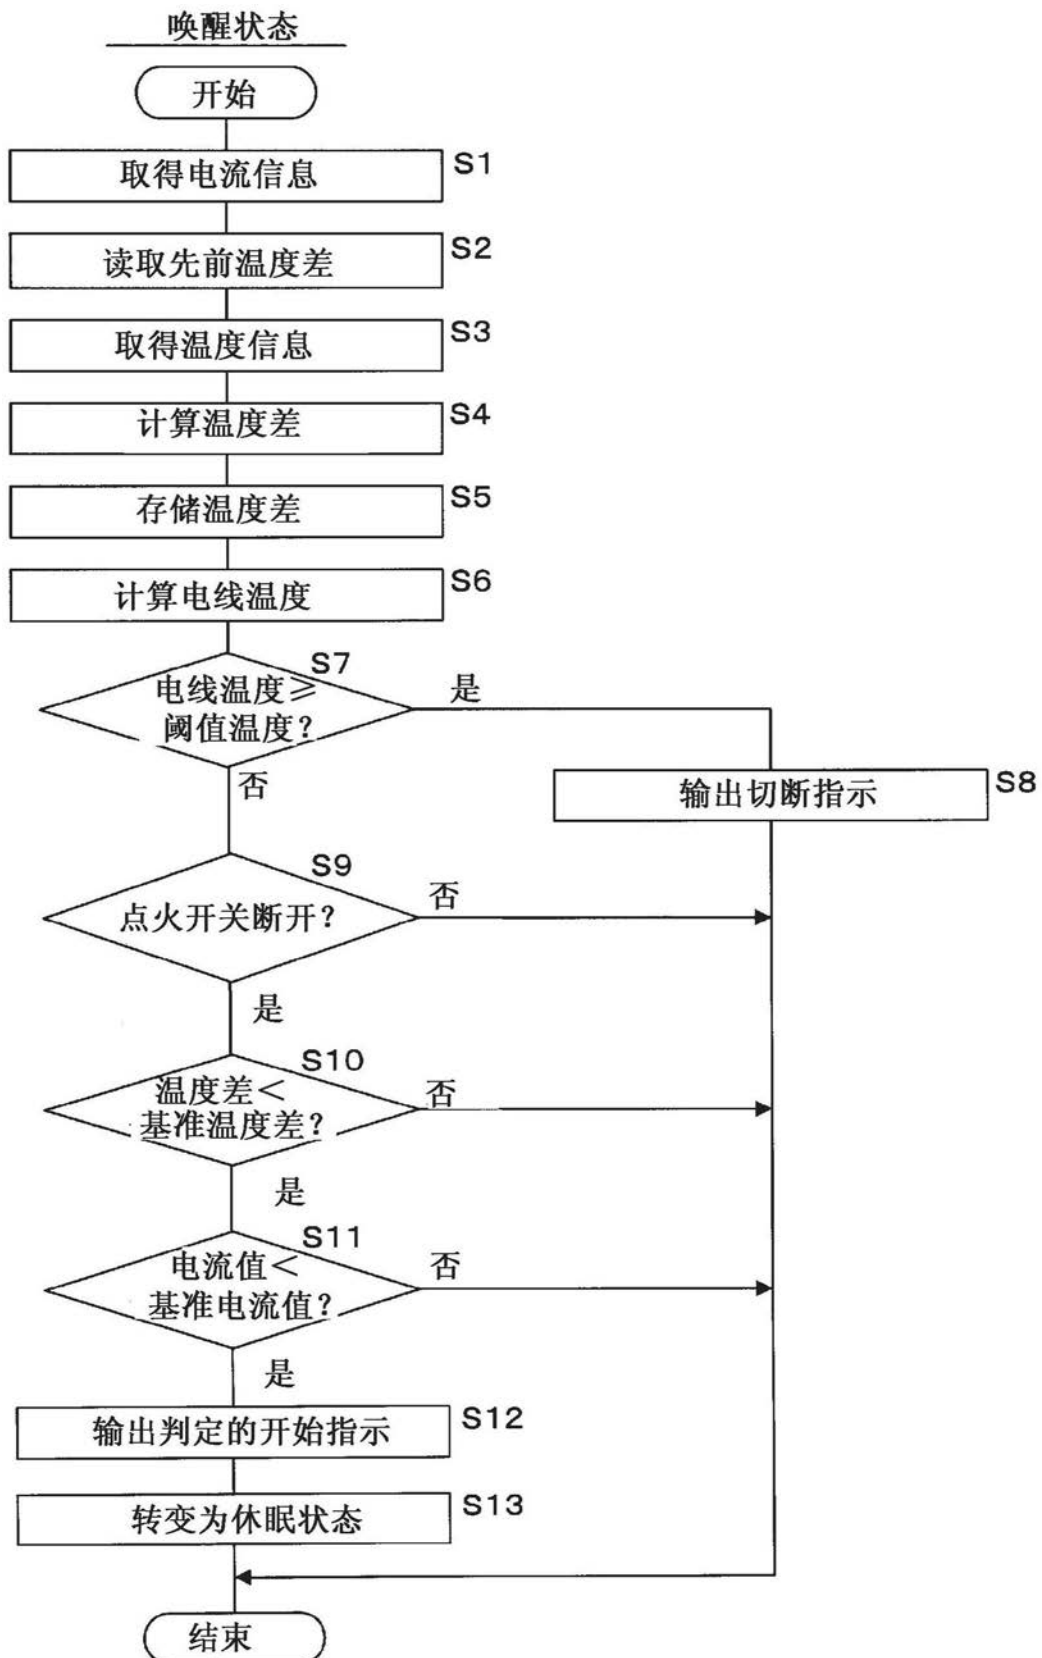 唤醒状态
开始
取得电流信息
S1
读取先前温度差
S2
取得温度信息
S3
计算温度差
S4
存储温度差
S5
计算电线温度
S6
S7
电线温度≥
阈值温度?
是
否
输出切断指示
S8
S9
点火开关断开?
否
是
S10
温度差<
基准温度差?
否
是
S11
电流值<
基准电流值?
否
是
输出判定的开始指示
S12
转变为休眠状态
S13
结束